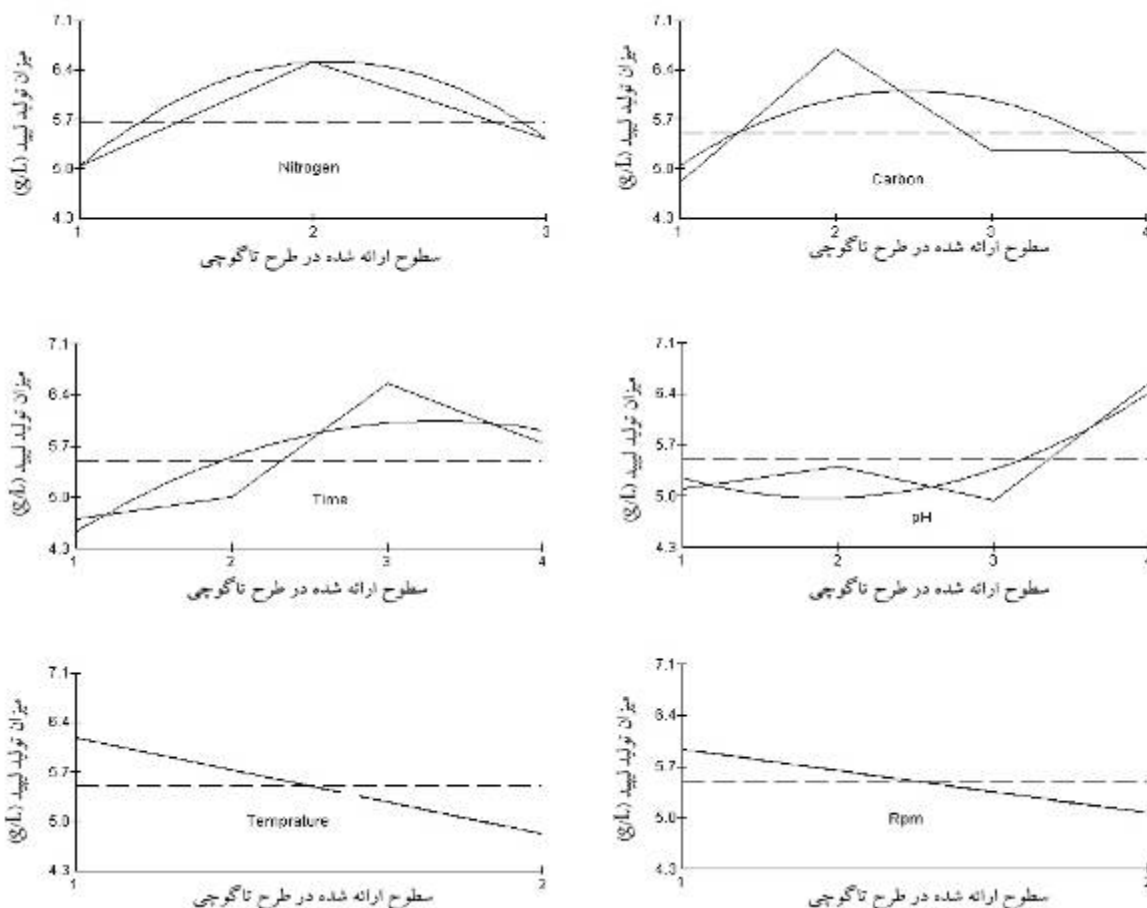 7.1
6.4
5.7
5.0
4.3
میزان تولید لیپید (g/L)
Nitrogen
1 2 3
سطوح ارائه شده در طرح تاگوچی
7.1
6.4
5.7
5.0
4.3
میزان تولید لیپید (g/L)
Carbon
1 2 3 4
سطوح ارائه شده در طرح تاگوچی
7.1
6.4
5.7
5.0
4.3
میزان تولید لیپید (g/L)
Time
1 2 3 4
سطوح ارائه شده در طرح تاگوچی
7.1
6.4
5.7
5.0
4.3
میزان تولید لیپید (g/L)
pH
1 2 3 4
سطوح ارائه شده در طرح تاگوچی
7.1
6.4
5.7
5.0
4.3
میزان تولید لیپید (g/L)
Temprature
1 2
سطوح ارائه شده در طرح تاگوچی
7.1
6.4
5.7
5.0
4.3
میزان تولید لیپید (g/L)
Rpm
1 2
سطوح ارائه شده در طرح تاگوچی